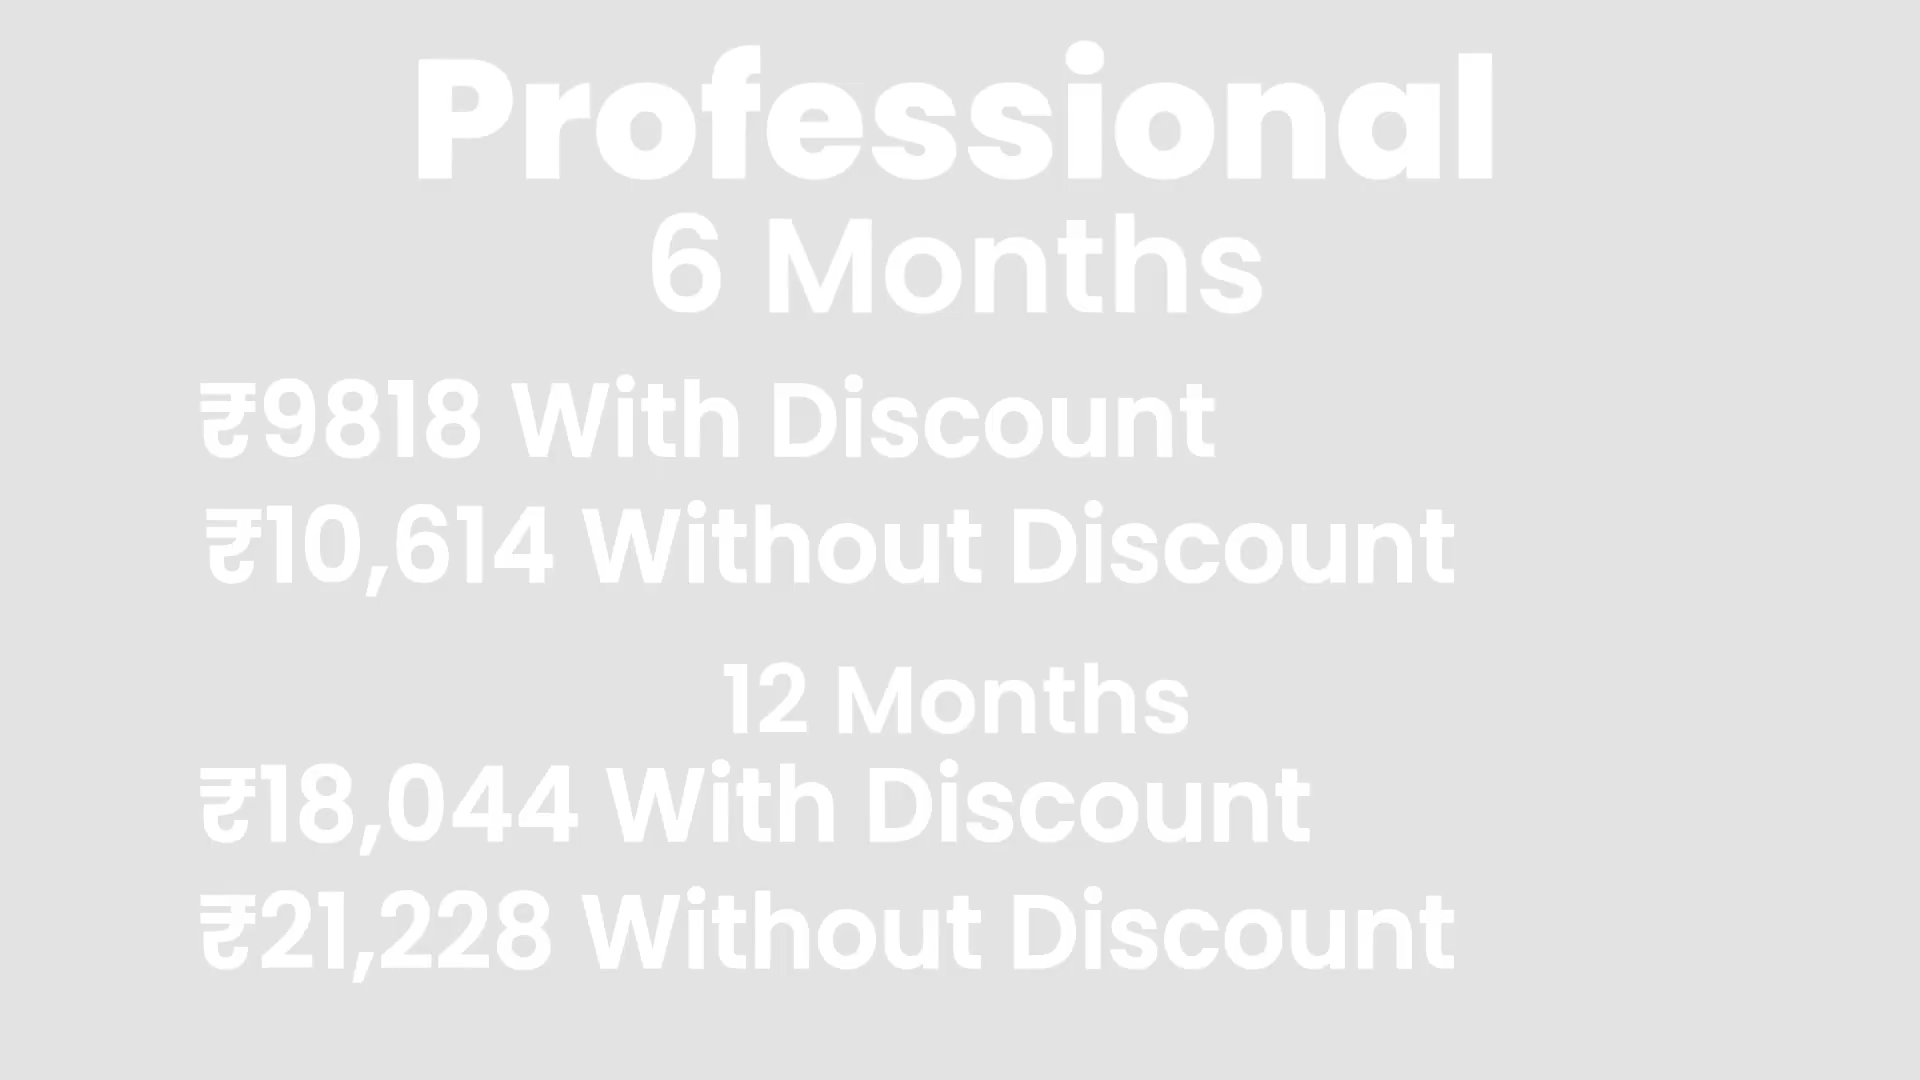 Professional
6 Months
₹9818 With Discount
₹10,614 Without Discount
12 Months
₹18,044 With Discount
₹21,228 Without Discount